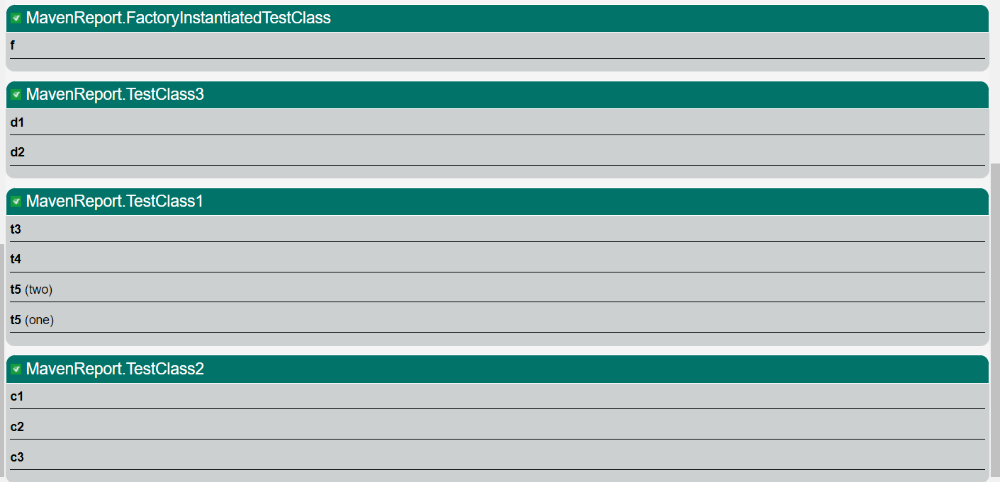 MavenReport.FactoryInstantiatedTestClass
f
MavenReport.TestClass3
d1
d2
MavenReport.TestClass1
t3
t4
t5 (two)
t5 (one)
MavenReport.TestClass2
c1
c2
c3